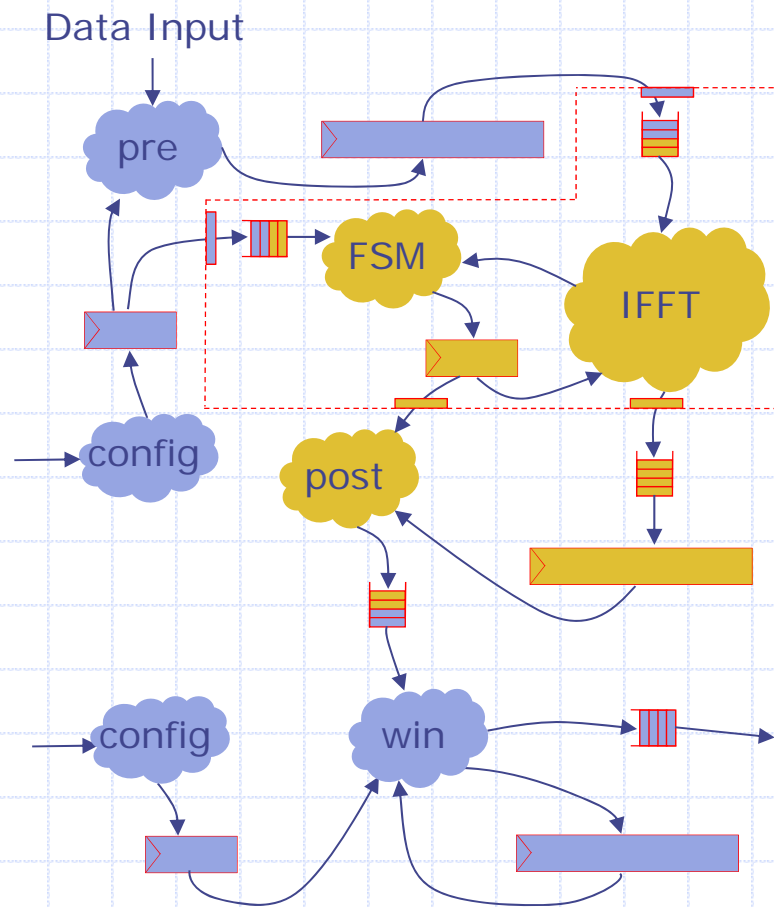 Data Input
pre
FSM
IFFT
config
post
config
win